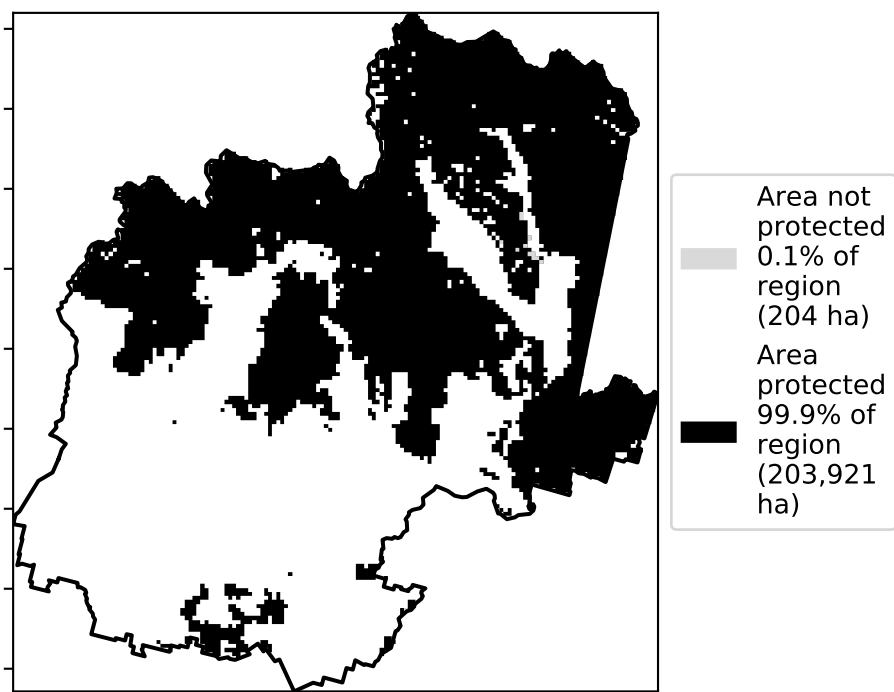 Area not
protected
0.1% of
region
(204 ha)
Area
protected
99.9% of
region
(203,921
ha)